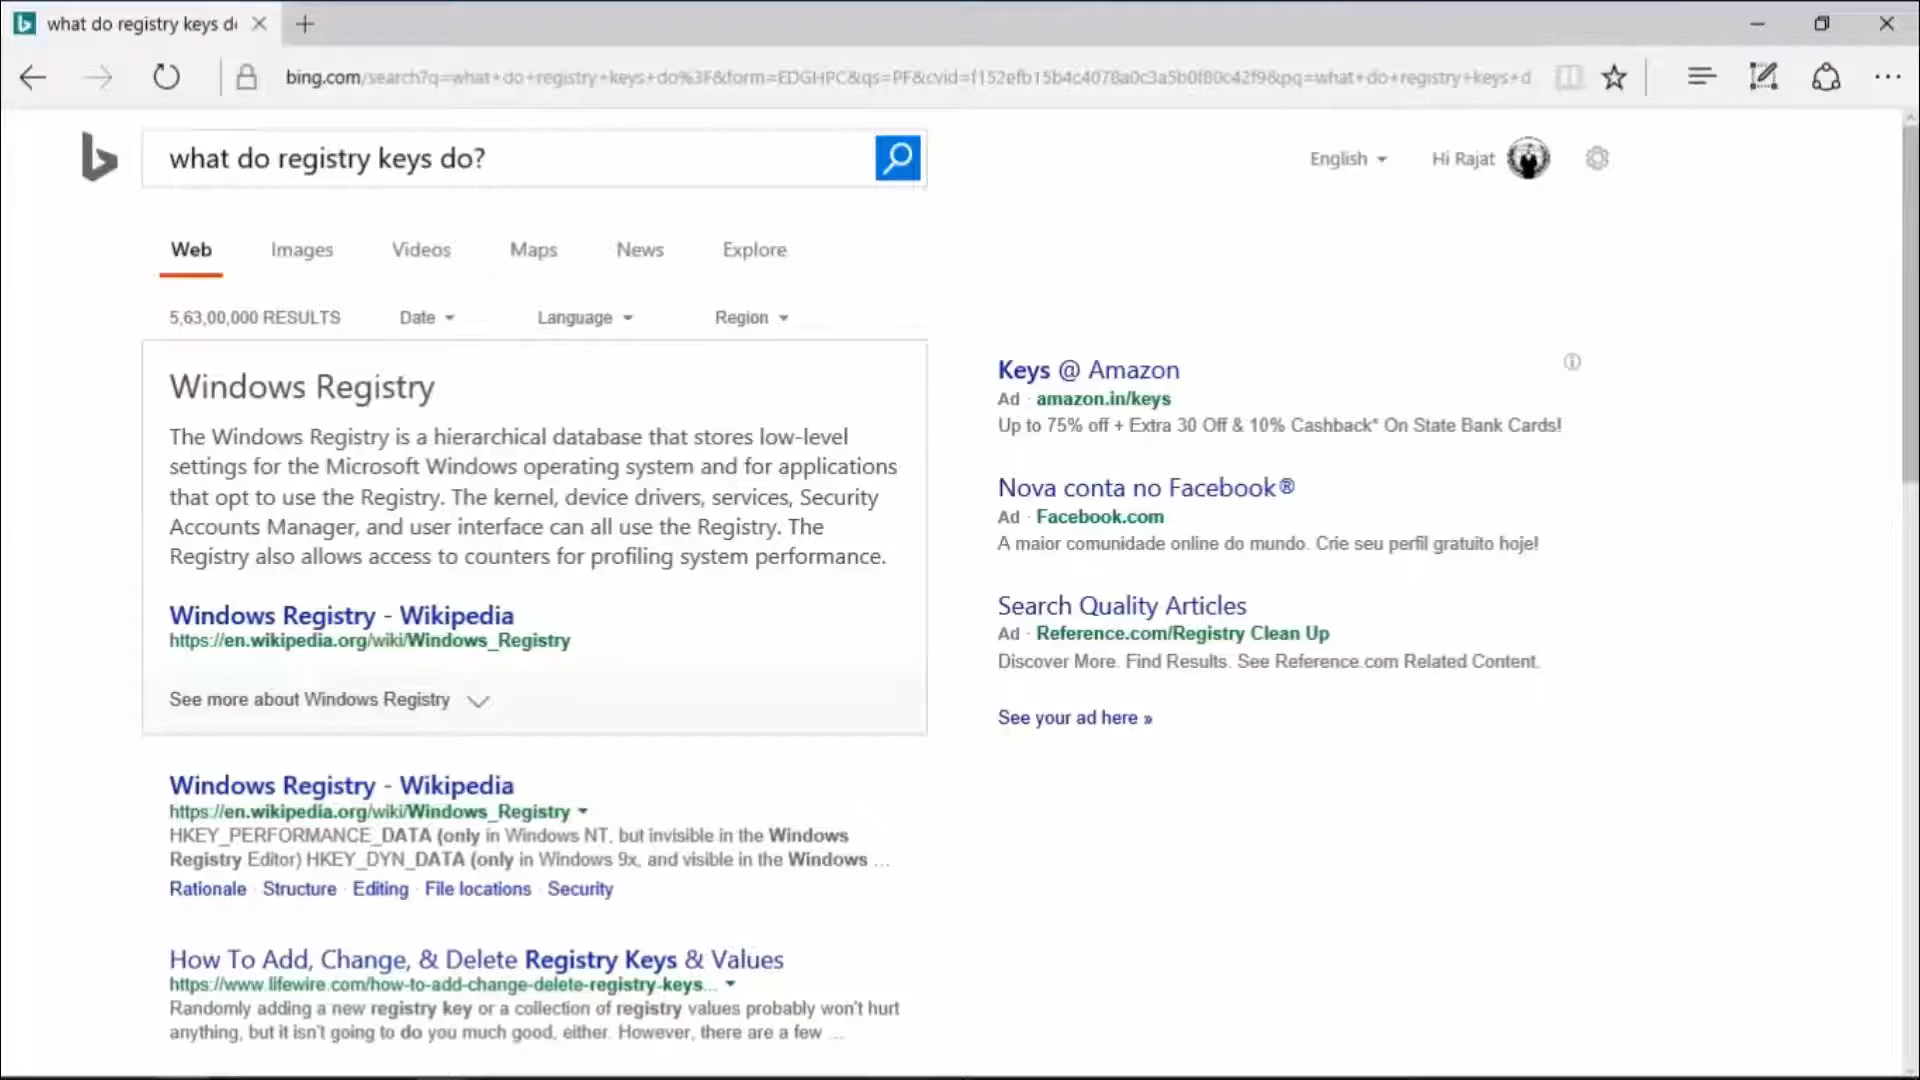 what do registry keys d
bing.com/search?q=what+do+registry+keys+do%3F&form=EDGHPC&qs=PF&cvid=f152efb15b4c4078a0c3a5b0f80c42f9&pq=what+do+registry+keys+d
what do registry keys do?
English
Hi Rajat
Web Images Videos Maps News Explore
5,63,00,000 RESULTS Date Language Region
Windows Registry
The Windows Registry is a hierarchical database that stores low-level
settings for the Microsoft Windows operating system and for applications
that opt to use the Registry. The kernel, device drivers, services, Security
Accounts Manager, and user interface can all use the Registry. The
Registry also allows access to counters for profiling system performance.
Windows Registry - Wikipedia
https://en.wikipedia.org/wiki/Windows_Registry
See more about Windows Registry
Windows Registry - Wikipedia
https://en.wikipedia.org/wiki/Windows_Registry
HKEY_PERFORMANCE_DATA (only in Windows NT, but invisible in the Windows
Registry Editor) HKEY_DYN_DATA (only in Windows 9x, and visible in the Windows ...
Rationale · Structure · Editing · File locations · Security
How To Add, Change, & Delete Registry Keys & Values
https://www.lifewire.com/how-to-add-change-delete-registry-keys...
Randomly adding a new registry key or a collection of registry values probably won't hurt
anything, but it isn't going to do you much good, either. However, there are a few ...
Keys @ Amazon
Ad · amazon.in/keys
Up to 75% off + Extra 30 Off & 10% Cashback* On State Bank Cards!
Nova conta no Facebook®
Ad · Facebook.com
A maior comunidade online do mundo. Crie seu perfil gratuito hoje!
Search Quality Articles
Ad · Reference.com/Registry Clean Up
Discover More. Find Results. See Reference.com Related Content.
See your ad here »